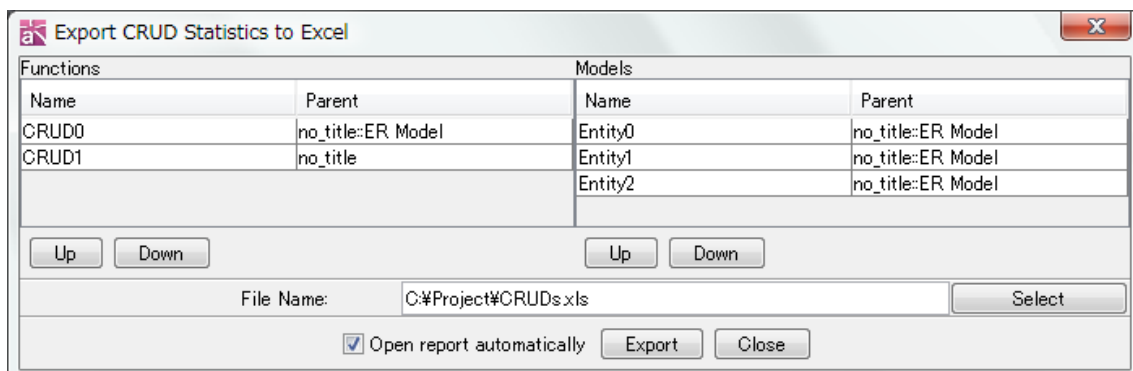 Export CRUD Statistics to Excel
Functions Models
Name Parent Name Parent
CRUD0 no_title::ER Model Entity0 no_title::ER Model
CRUD1 no_title Entity1 no_title::ER Model
Entity2 no_title::ER Model
Up Down Up Down
File Name: C:¥Project¥CRUDs.xls Select
Open report automatically Export Close